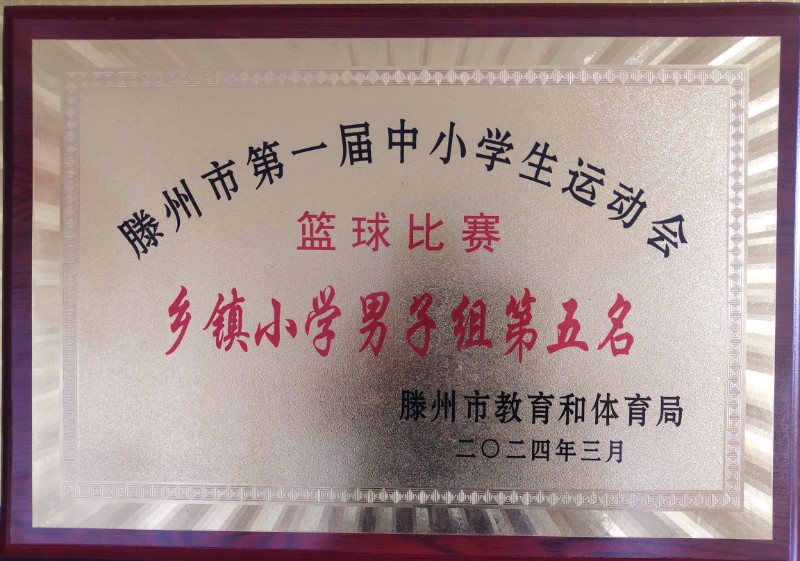 滕州市第一届中小学生运动会
篮球比赛
乡镇小学男子组第五名
滕州市教育和体育局
二〇二四年三月